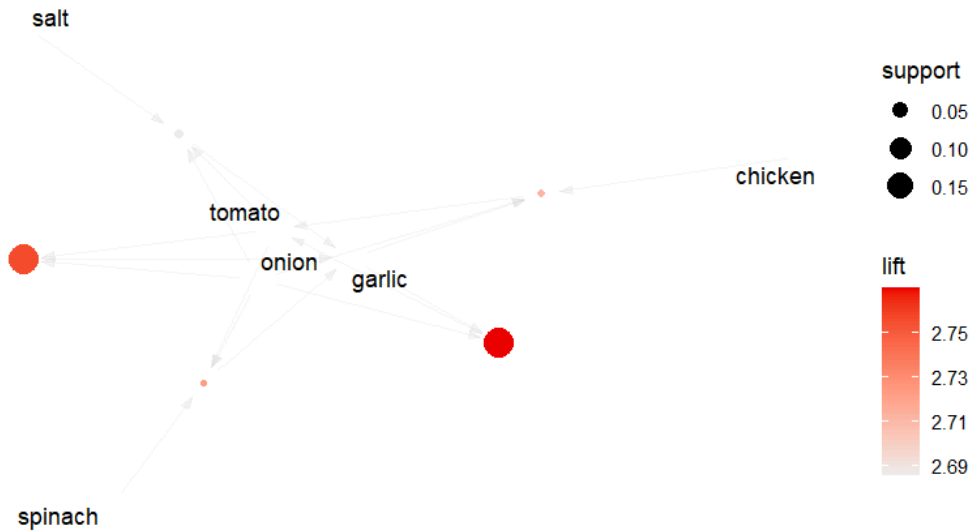 salt
tomato
onion
garlic
chicken
spinach
support
0.05
0.10
0.15
lift
2.75
2.73
2.71
2.69